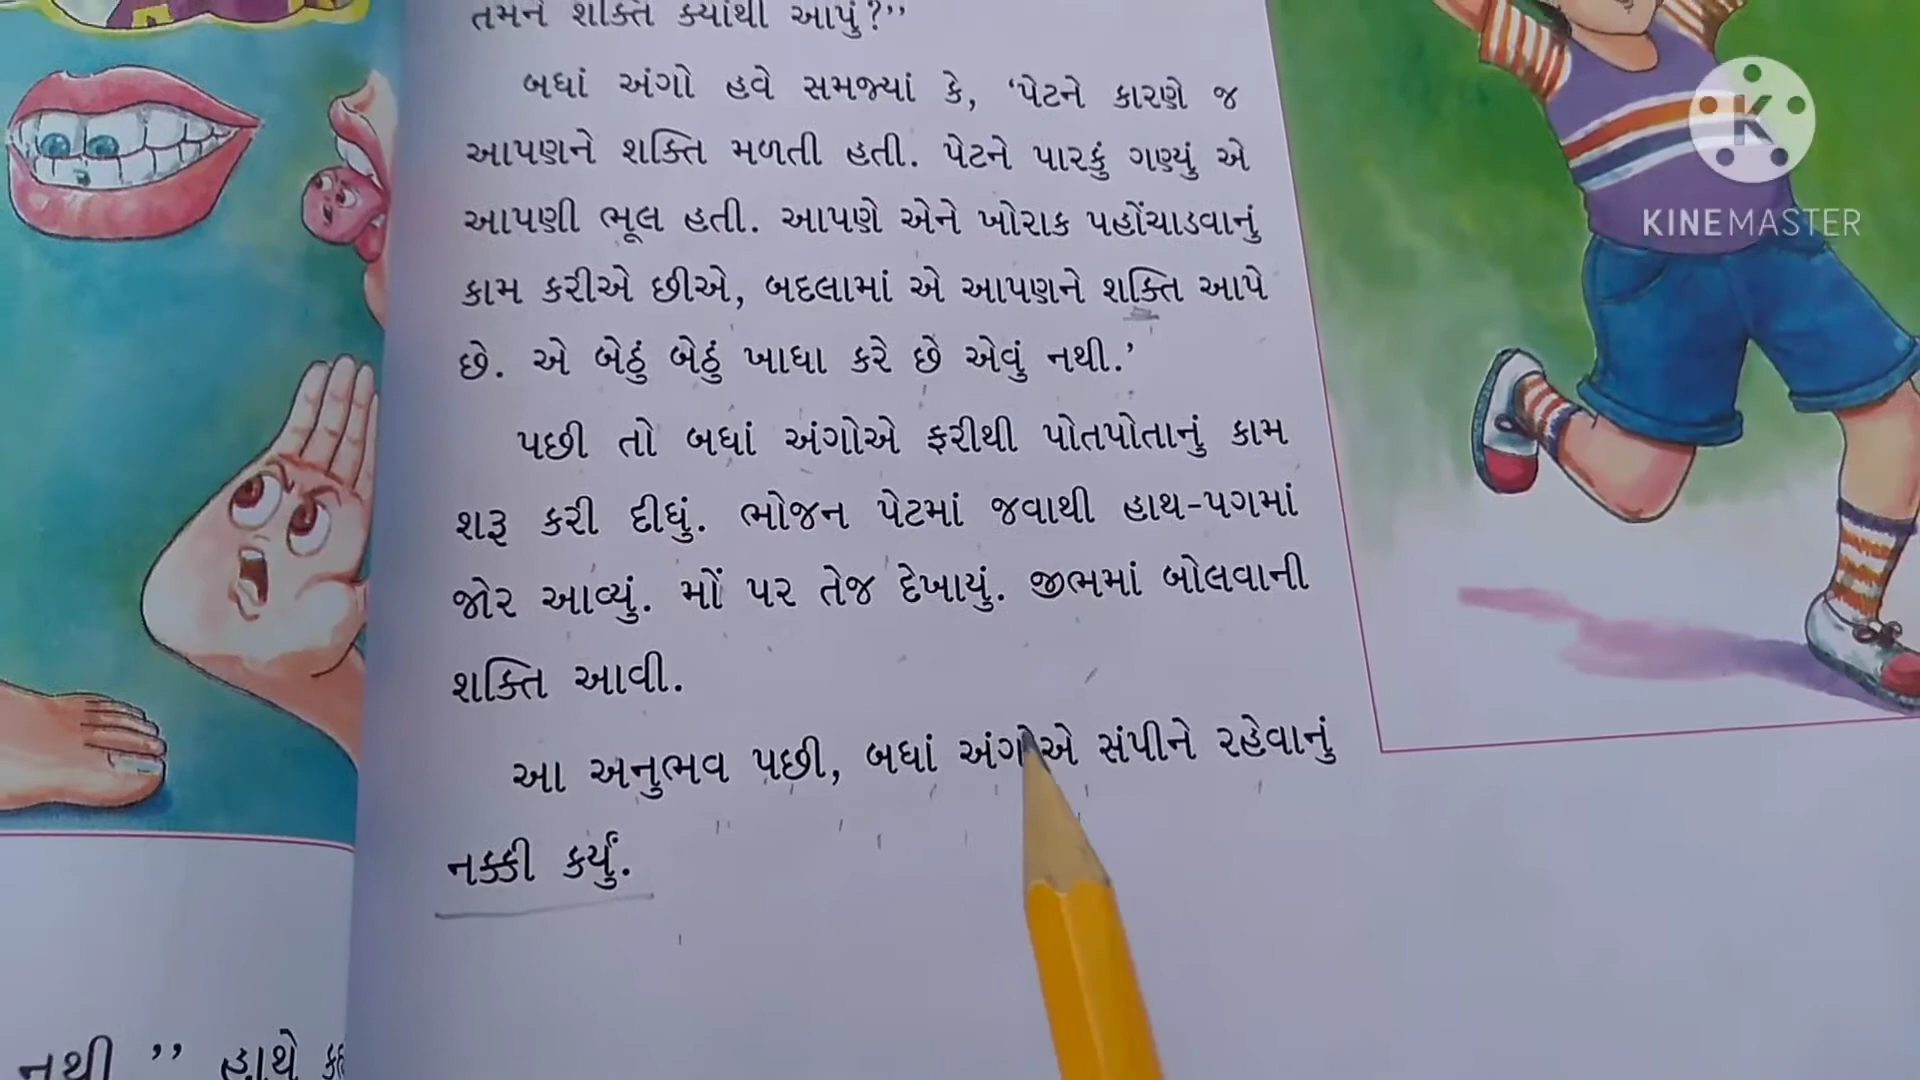 તમને શક્તિ ક્યાંથી આપું?”
બધાં અંગો હવે સમજ્યાં કે, ‘પેટને કારણે જ
આપણને શક્તિ મળતી હતી. પેટને પારકું ગણ્યું એ
આપણી ભૂલ હતી. આપણે એને ખોરાક પહોંચાડવાનું
કામ કરીએ છીએ, બદલામાં એ આપણને શક્તિ આપે
છે. એ બેઠું બેઠું ખાધા કરે છે એવું નથી.’
પછી તો બધાં અંગોએ ફરીથી પોતપોતાનું કામ
શરૂ કરી દીધું. ભોજન પેટમાં જવાથી હાથ-પગમાં
જોર આવ્યું. મોં પર તેજ દેખાયું. જીભમાં બોલવાની
શક્તિ આવી.
આ અનુભવ પછી, બધાં અંગોએ સંપીને રહેવાનું
નક્કી કર્યું.
નથી ” હાથે
K
KINEMASTER